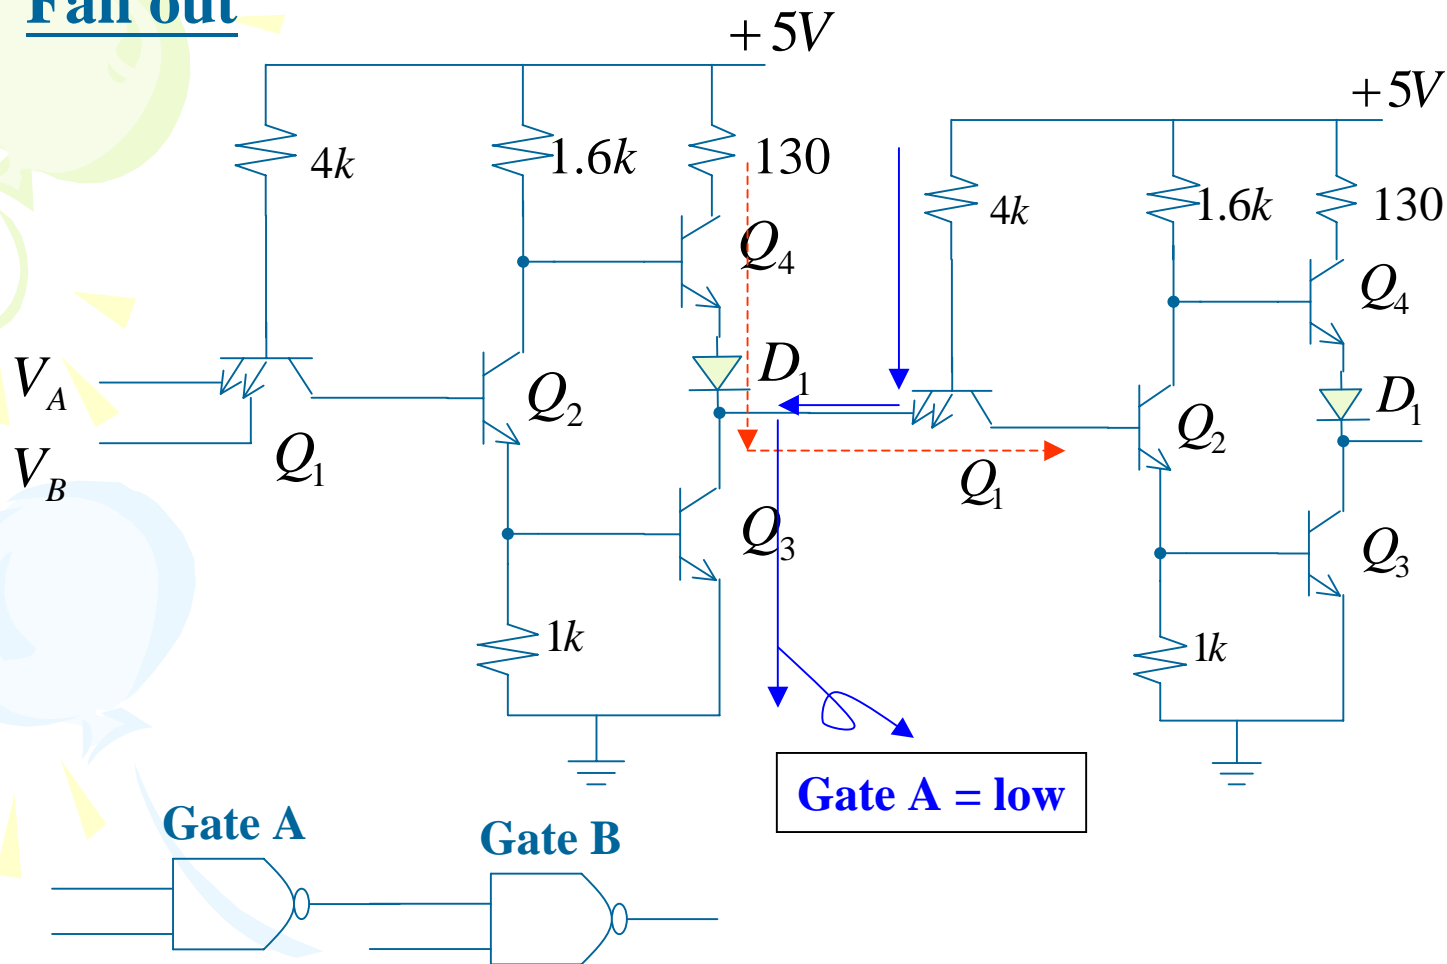 Fan out
+5V
+5V
4k
1.6k
130
4k
1.6k
130
Q4
Q4
VA
D1
D1
Q2
Q2
VB
Q1
Q1
Q3
Q3
1k
1k
Gate A = low
Gate A
Gate B